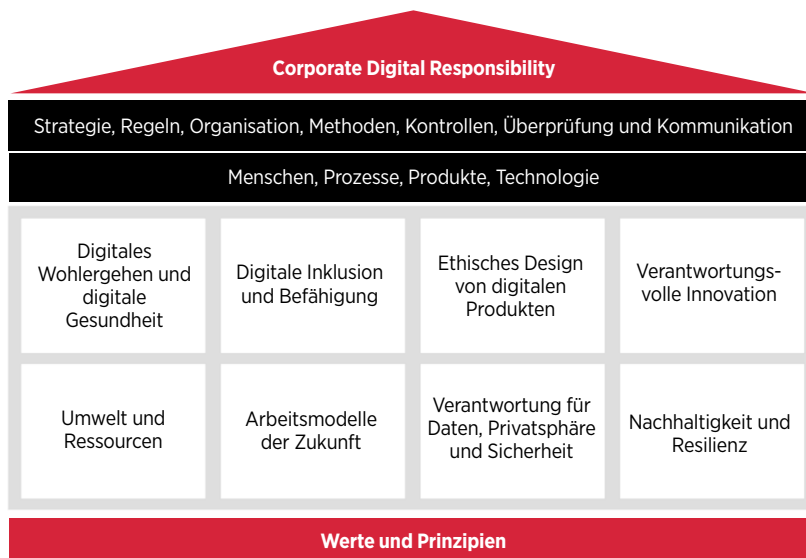 Corporate Digital Responsibility
Strategie, Regeln, Organisation, Methoden, Kontrollen, Überprüfung und Kommunikation
Menschen, Prozesse, Produkte, Technologie
Digitales
Wohlergehen und
digitale
Gesundheit
Digitale Inklusion
und Befähigung
Ethisches Design
von digitalen
Produkten
Verantwortungs-
volle Innovation
Umwelt und
Ressourcen
Arbeitsmodelle
der Zukunft
Verantwortung für
Daten, Privatsphäre
und Sicherheit
Nachhaltigkeit und
Resilienz
Werte und Prinzipien